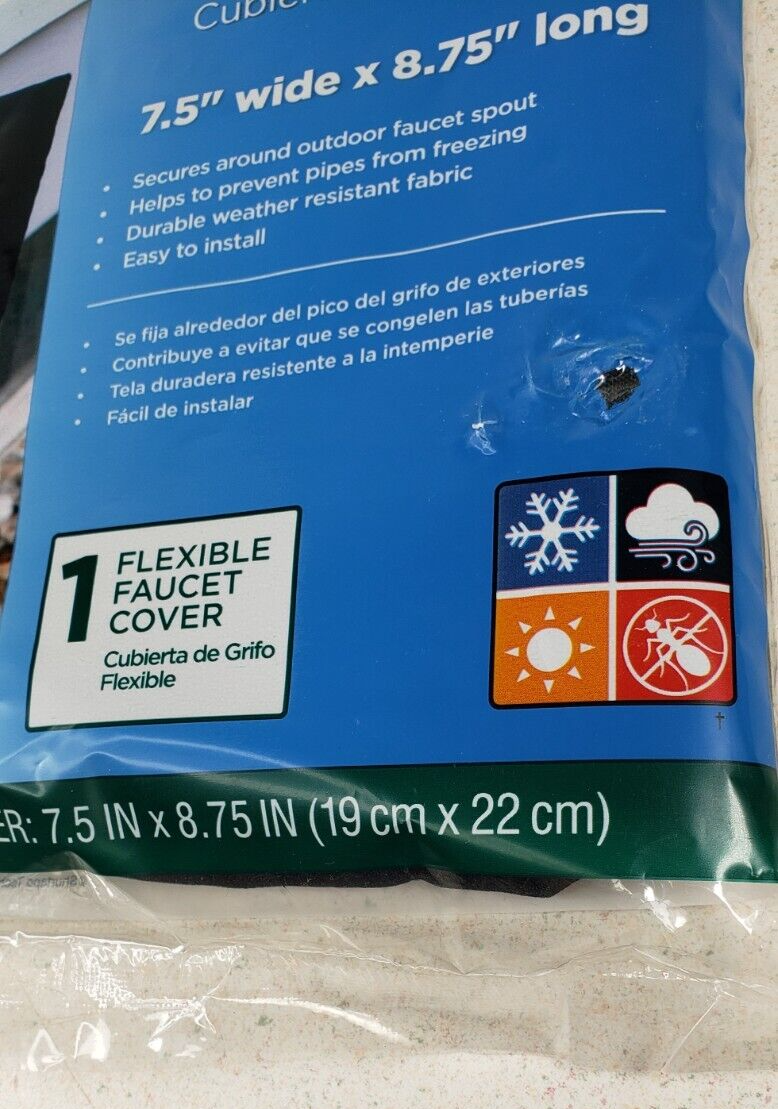 7.5" wide x 8.75" long
• Secures around outdoor faucet spout
• Helps to prevent pipes from freezing
• Durable weather resistant fabric
• Easy to install
• Se fija alrededor del pico del grifo de exteriores
• Contribuye a evitar que se congelen las tuberías
• Tela duradera resistente a la intemperie
• Fácil de instalar
1 FLEXIBLE
FAUCET
COVER
Cubierta de Grifo
Flexible
†
ER: 7.5 IN x 8.75 IN (19 cm x 22 cm)